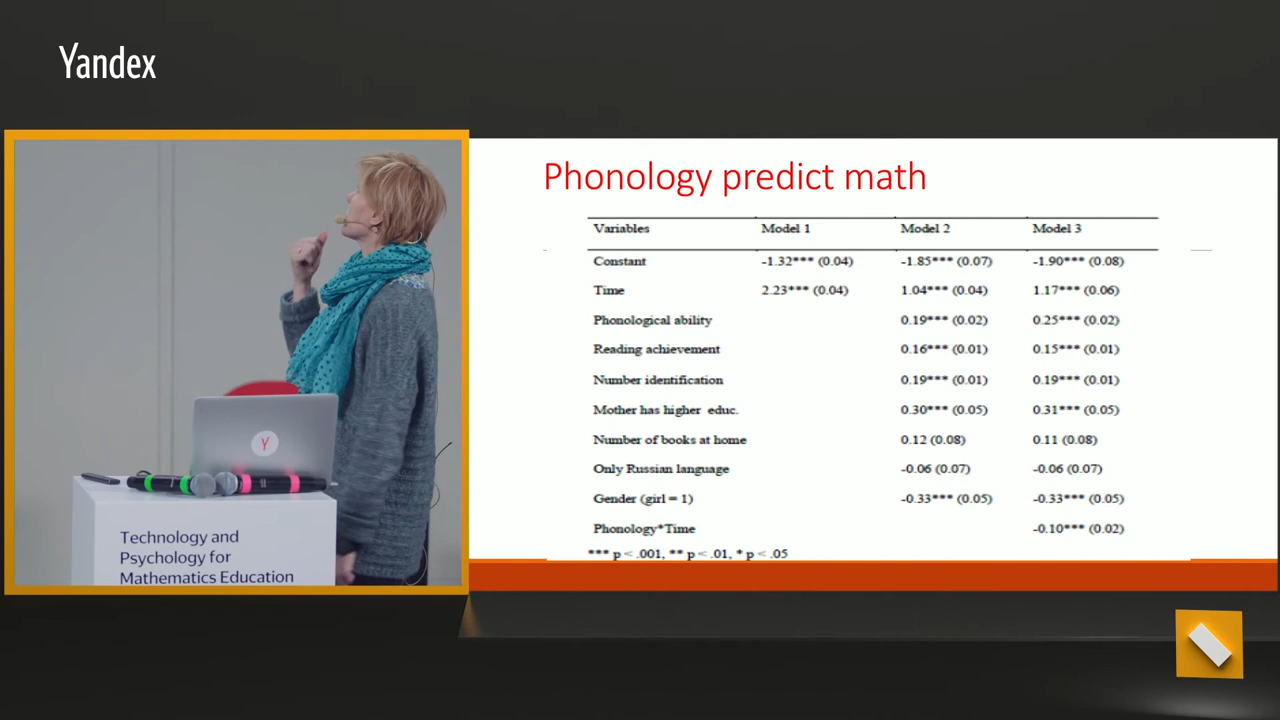 Yandex
Phonology predict math
Variables Model 1 Model 2 Model 3
Constant -1.32*** (0.04) -1.85*** (0.07) -1.90*** (0.08)
Time 2.23*** (0.04) 1.04*** (0.04) 1.17*** (0.06)
Phonological ability 0.19*** (0.02) 0.25*** (0.02)
Reading achievement 0.16*** (0.01) 0.15*** (0.01)
Number identification 0.19*** (0.01) 0.19*** (0.01)
Mother has higher educ. 0.30*** (0.05) 0.31*** (0.05)
Number of books at home 0.12 (0.08) 0.11 (0.08)
Only Russian language -0.06 (0.07) -0.06 (0.07)
Gender (girl = 1) -0.33*** (0.05) -0.33*** (0.05)
Phonology*Time -0.10*** (0.02)
*** p < .001, ** p < .01, * p < .05
Y
Technology and
Psychology for
Mathematics Education